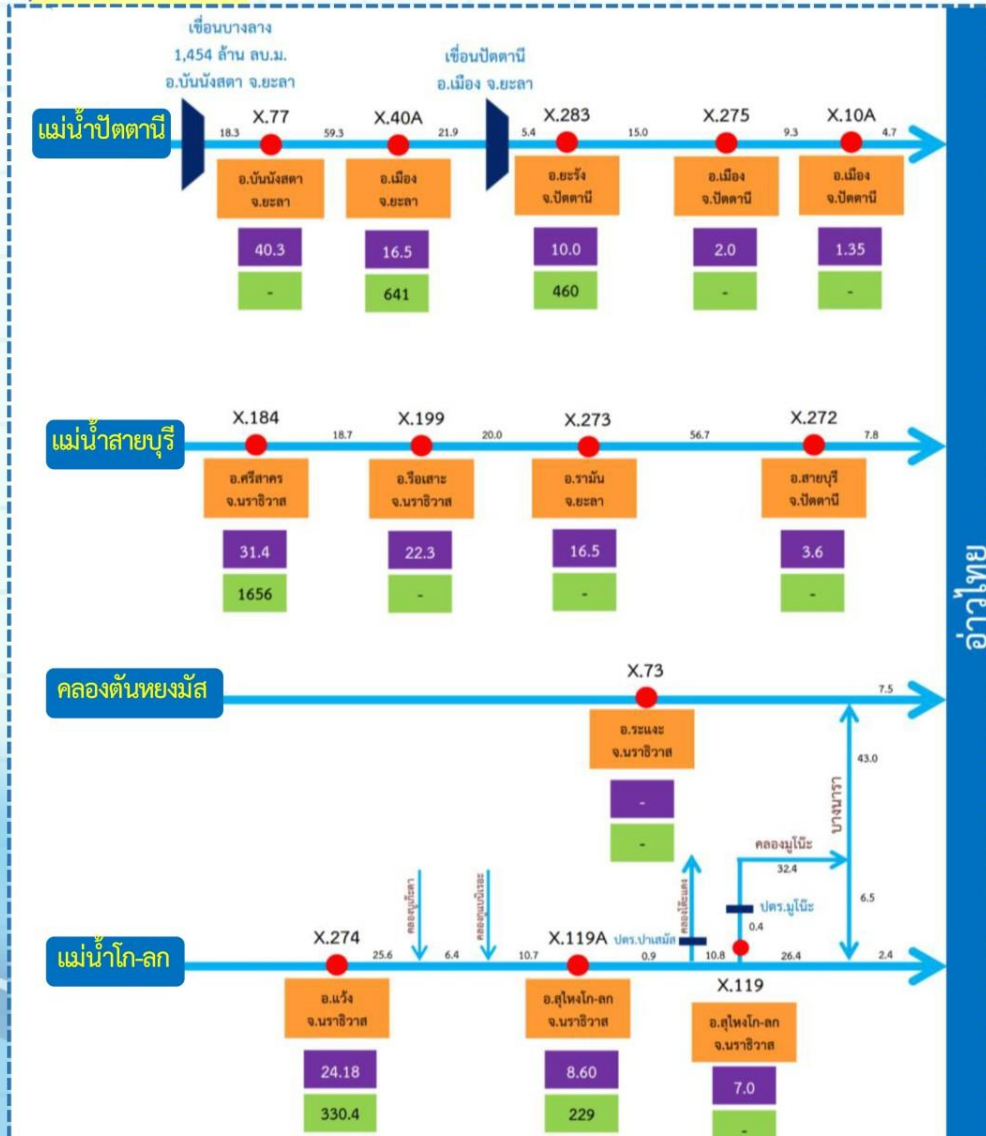 เขื่อนบางลาง
1,454 ล้าน ลบ.ม.
อ.บันนังสตา จ.ยะลา
เขื่อนปัตตานี
อ.เมือง จ.ยะลา
แม่น้ำปัตตานี
X.77 X.40A X.283 X.275 X.10A
18.3 59.3 21.9 5.4 15.0 9.3 4.7
อ.บันนังสตา อ.เมือง อ.ยะรัง อ.เมือง อ.เมือง
จ.ยะลา จ.ยะลา จ.ปัตตานี จ.ปัตตานี จ.ปัตตานี
40.3 16.5 10.0 2.0 1.35
- 641 460 - -
แม่น้ำสายบุรี
X.184 X.199 X.273 X.272
18.7 20.0 56.7 7.8
อ.ศรีสาคร อ.รือเสาะ อ.รามัน อ.สายบุรี
จ.นราธิวาส จ.นราธิวาส จ.ยะลา จ.ปัตตานี
31.4 22.3 16.5 3.6
1656 - - -
อ่าวไทย
คลองตันหยงมัส
X.73
7.5
อ.ระแงะ
จ.นราธิวาส
-
-
43.0
บางนารา
คลองมูโน๊ะ
32.4
6.5
ปตร.มูโน๊ะ
0.4
คลองโต๊ะแดง
ปตร.ปาเสมัส
แม่น้ำโก-ลก
X.274 X.119A X.119
25.6 6.4 10.7 0.9 10.8 26.4 2.4
อ.แว้ง อ.สุไหงโก-ลก อ.สุไหงโก-ลก
จ.นราธิวาส จ.นราธิวาส จ.นราธิวาส
24.18 8.60 7.0
330.4 229 -